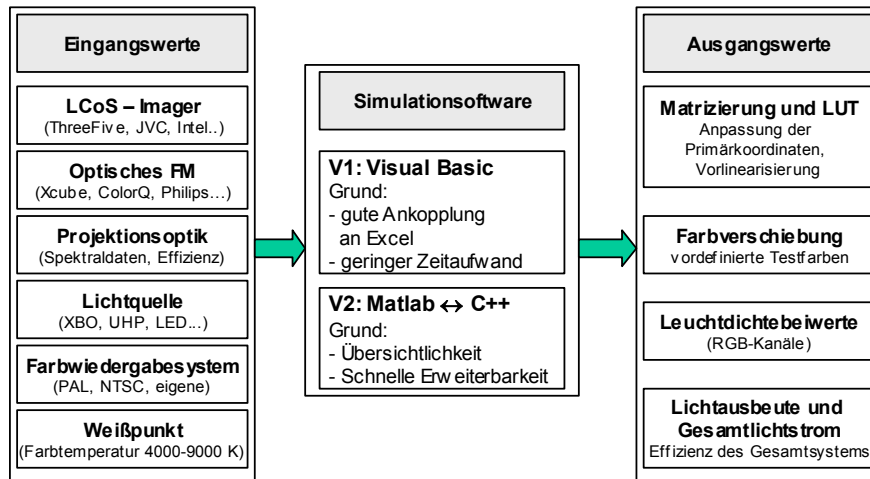 Eingangswerte
LCoS – Imager
(ThreeFive, JVC, Intel..)
Optisches FM
(Xcube, ColorQ, Philips...)
Projektionsoptik
(Spektraldaten, Effizienz)
Lichtquelle
(XBO, UHP, LED...)
Farbwiedergabesystem
(PAL, NTSC, eigene)
Weißpunkt
(Farbtemperatur 4000-9000 K)
Simulationsoftware
V1: Visual Basic
Grund:
- gute Ankopplung
an Excel
- geringer Zeitaufwand
V2: Matlab ↔ C++
Grund:
- Übersichtlichkeit
- Schnelle Erweiterbarkeit
Ausgangswerte
Matrizierung und LUT
Anpassung der
Primärkoordinaten,
Vorlinearisierung
Farbverschiebung
vordefinierte Testfarben
Leuchtdichtebeiwerte
(RGB-Kanäle)
Lichtausbeute und
Gesamtlichtstrom
Effizienz des Gesamtsystems